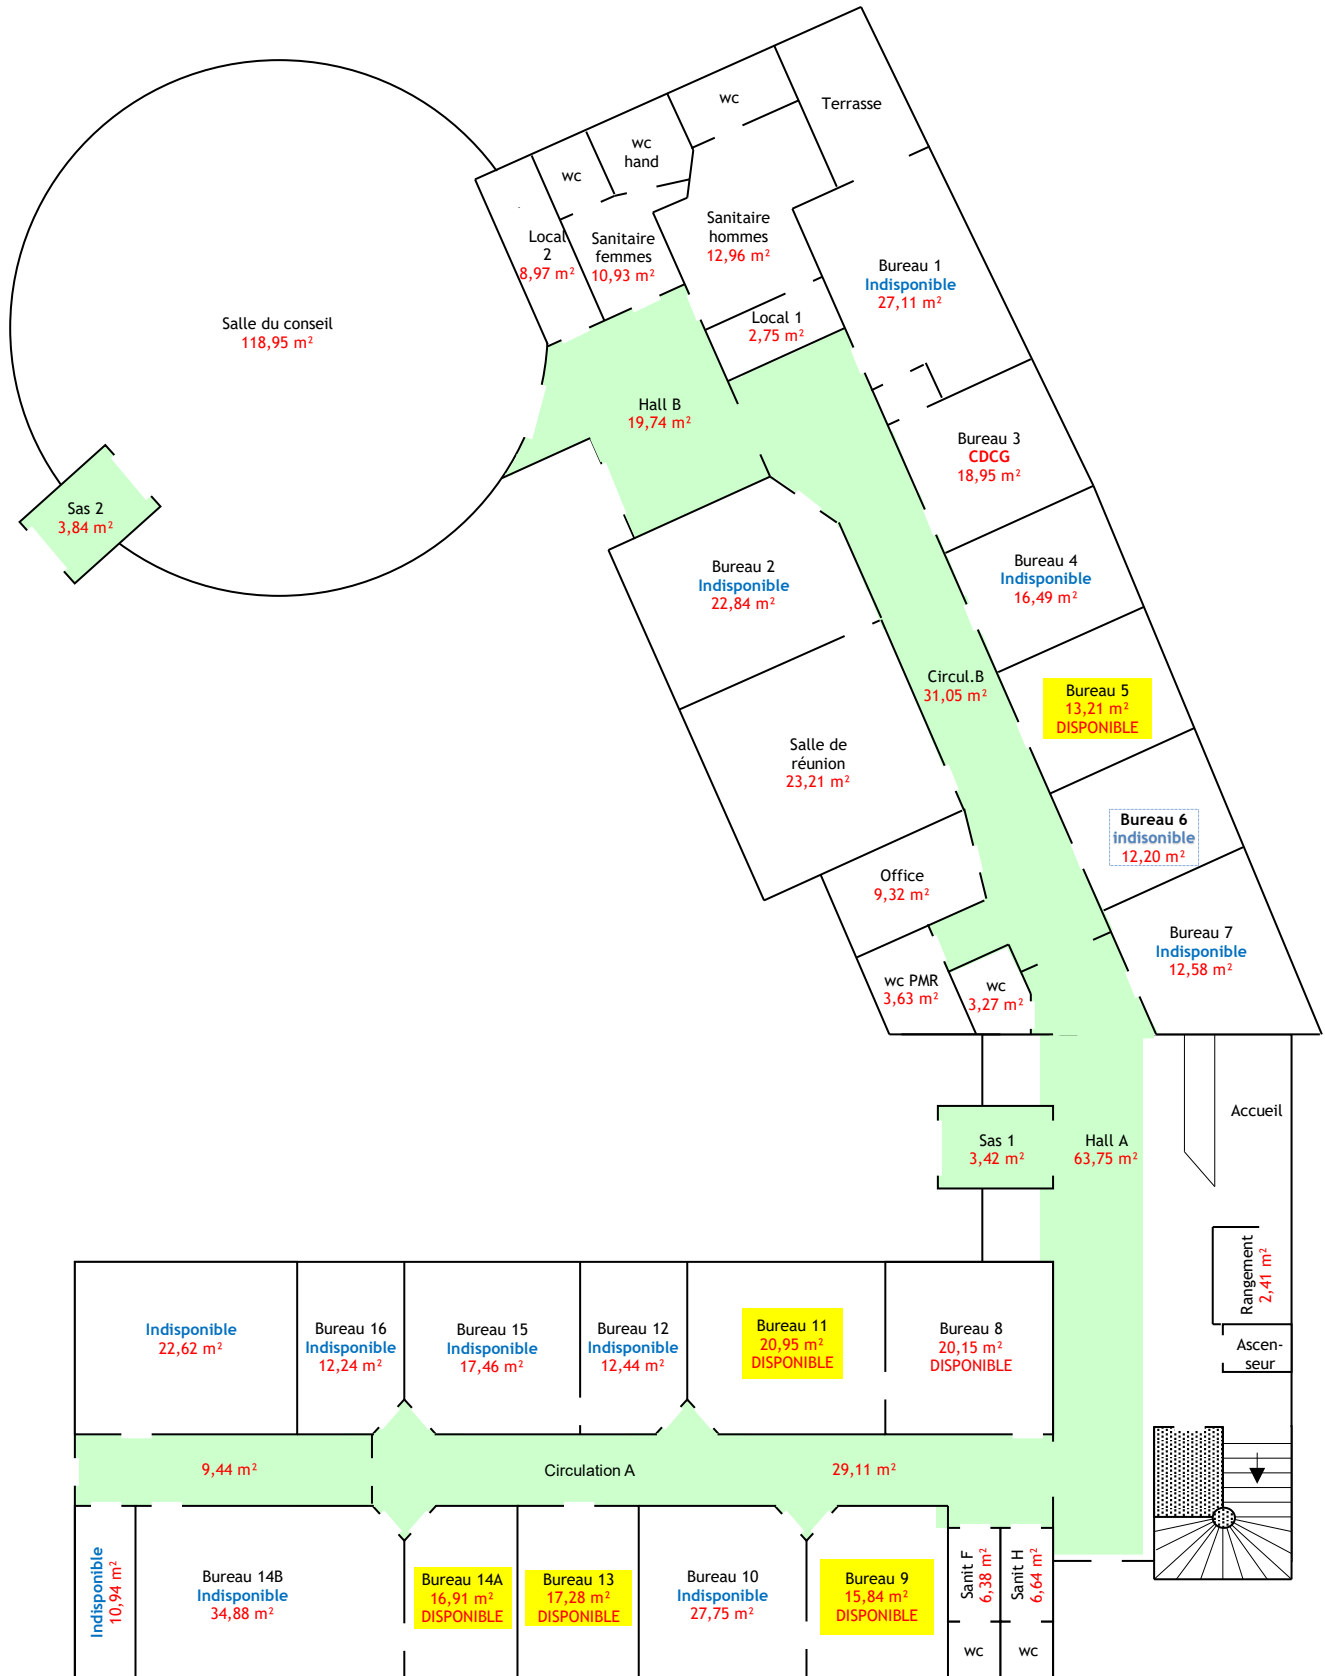 wc
Terrasse
wc
hand
wc
Sanitaire
hommes
12,96 m²
Local
2
8,97 m²
Sanitaire
femmes
10,93 m²
Bureau 1
Indisponible
27,11 m²
Salle du conseil
118,95 m²
Local 1
2,75 m²
Hall B
19,74 m²
Bureau 3
CDCG
18,95 m²
Sas 2
3,84 m²
Bureau 2
Indisponible
22,84 m²
Bureau 4
Indisponible
16,49 m²
Circul.B
31,05 m²
Bureau 5
13,21 m²
DISPONIBLE
Salle de
réunion
23,21 m²
Bureau 6
indisonible
12,20 m²
Office
9,32 m²
Bureau 7
Indisponible
12,58 m²
wc PMR
3,63 m²
wc
3,27 m²
Accueil
Sas 1
3,42 m²
Hall A
63,75 m²
Rangement
2,41 m²
Ascen-
seur
Indisponible
22,62 m²
Bureau 16
Indisponible
12,24 m²
Bureau 15
Indisponible
17,46 m²
Bureau 12
Indisponible
12,44 m²
Bureau 11
20,95 m²
DISPONIBLE
Bureau 8
20,15 m²
DISPONIBLE
9,44 m²
Circulation A
29,11 m²
Indisponible
10,94 m²
Bureau 14B
Indisponible
34,88 m²
Bureau 14A
16,91 m²
DISPONIBLE
Bureau 13
17,28 m²
DISPONIBLE
Bureau 10
Indisponible
27,75 m²
Bureau 9
15,84 m²
DISPONIBLE
Sanit F
6,38 m²
Sanit H
6,64 m²
wc
wc